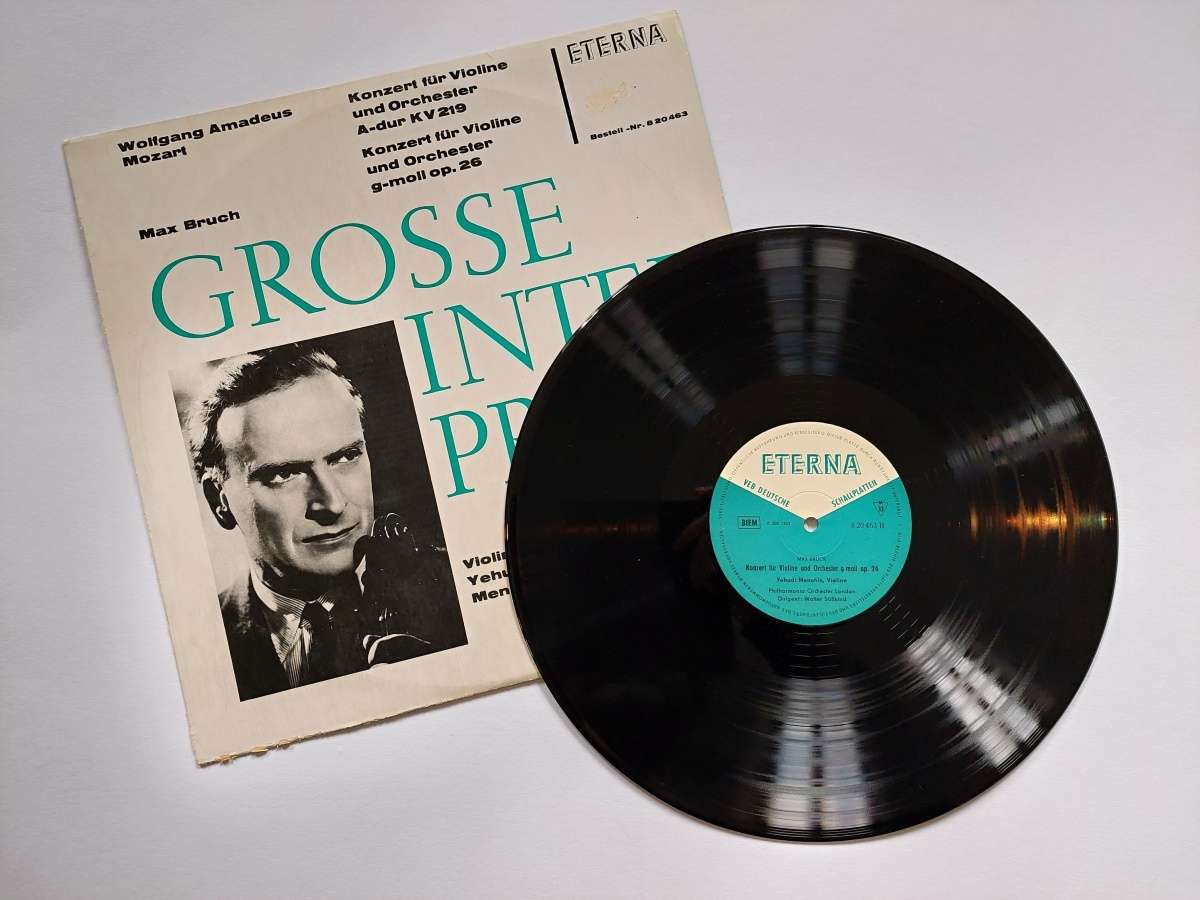 Wolfgang Amadeus
Mozart
Konzert für Violine
und Orchester
A-dur KV 219
Konzert für Violine
und Orchester
g-moll op. 26
ETERNA
Bestell-Nr. 8 20 463
Max Bruch
GROSSE
INTE
PR
Violin
Yehu
Men
ETERNA
VEB DEUTSCHE SCHALLPLATTEN
BIEM
8 20 463 B
MAX BRUCH
Konzert für Violine und Orchester g-moll op. 26
Yehudi Menuhin, Violine
Philharmonia Orchester London
Dirigent: Walter Süßkind